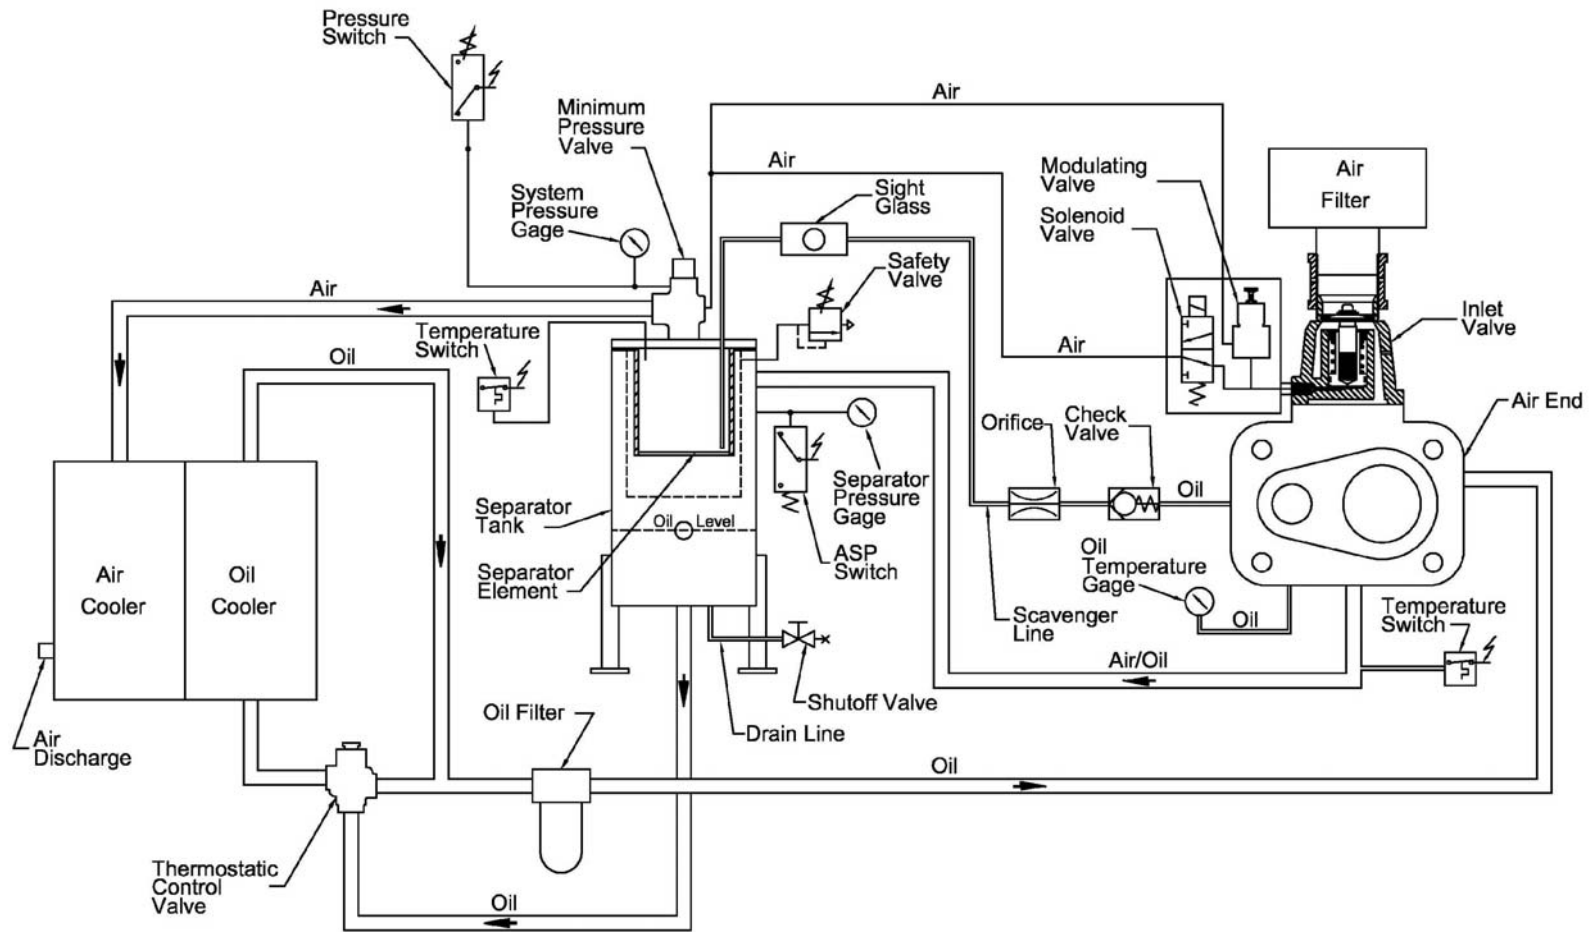 Pressure
Switch
Minimum
Pressure
Valve
System
Pressure
Gage
Air
Air
Sight
Glass
Safety
Valve
Modulating
Valve
Solenoid
Valve
Air
Filter
Inlet
Valve
Air
Temperature
Switch
Oil
Air
Air End
Orifice
Check
Valve
Oil
Separator
Pressure
Gage
ASP
Switch
Separator
Tank
Oil Level
Separator
Element
Air
Cooler
Oil
Cooler
Oil
Temperature
Gage
Oil
Scavenger
Line
Temperature
Switch
Air/Oil
Shutoff Valve
Drain Line
Oil Filter
Air
Discharge
Oil
Thermostatic
Control
Valve
Oil